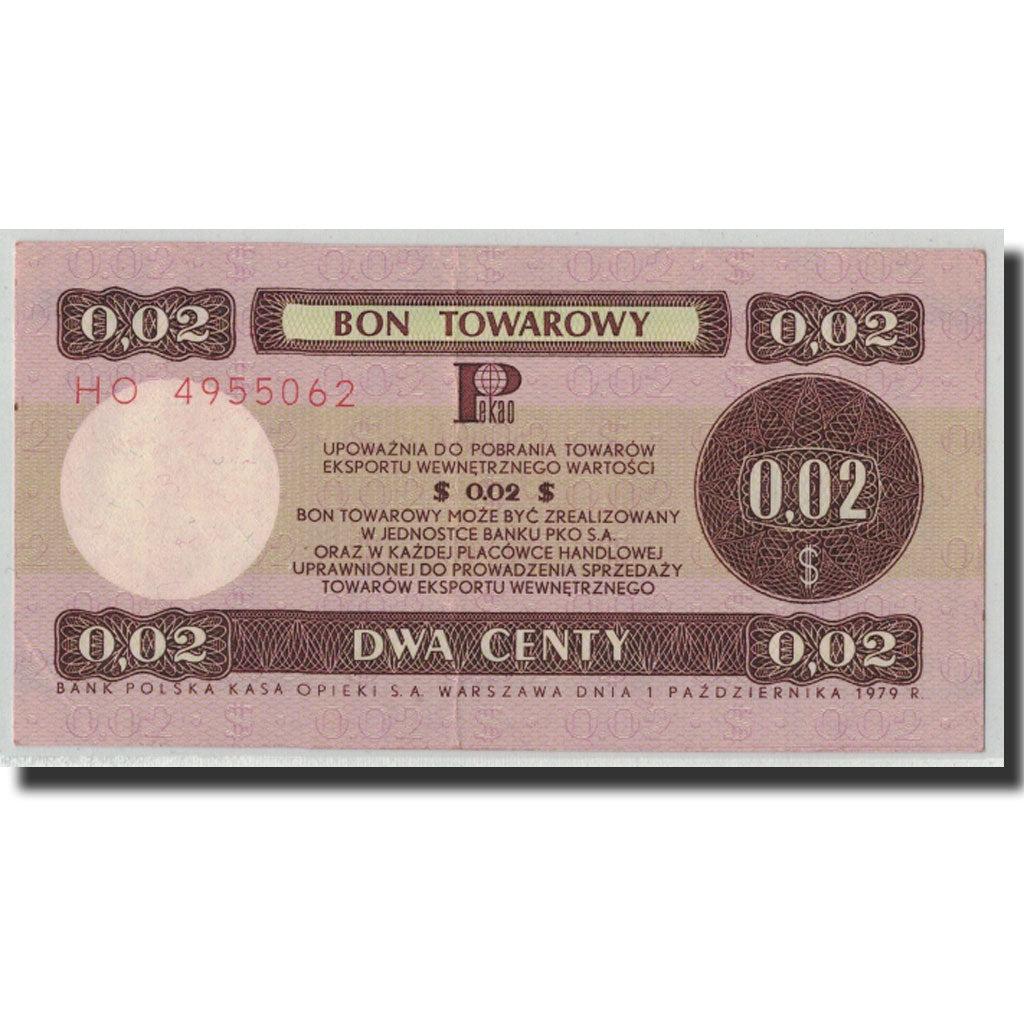 0,02 BON TOWAROWY 0,02
HO 4955062
Pekao
UPOWAŻNIA DO POBRANIA TOWARÓW
EKSPORTU WEWNĘTRZNEGO WARTOŚCI
$ 0.02 $
BON TOWAROWY MOŻE BYĆ ZREALIZOWANY
W JEDNOSTCE BANKU PKO S.A.
ORAZ W KAŻDEJ PLACÓWCE HANDLOWEJ
UPRAWNIONEJ DO PROWADZENIA SPRZEDAŻY
TOWARÓW EKSPORTU WEWNĘTRZNEGO
0,02
$
0,02 DWA CENTY 0,02
BANK POLSKA KASA OPIEKI S.A. WARSZAWA DNIA 1 PAŹDZIERNIKA 1979 R.